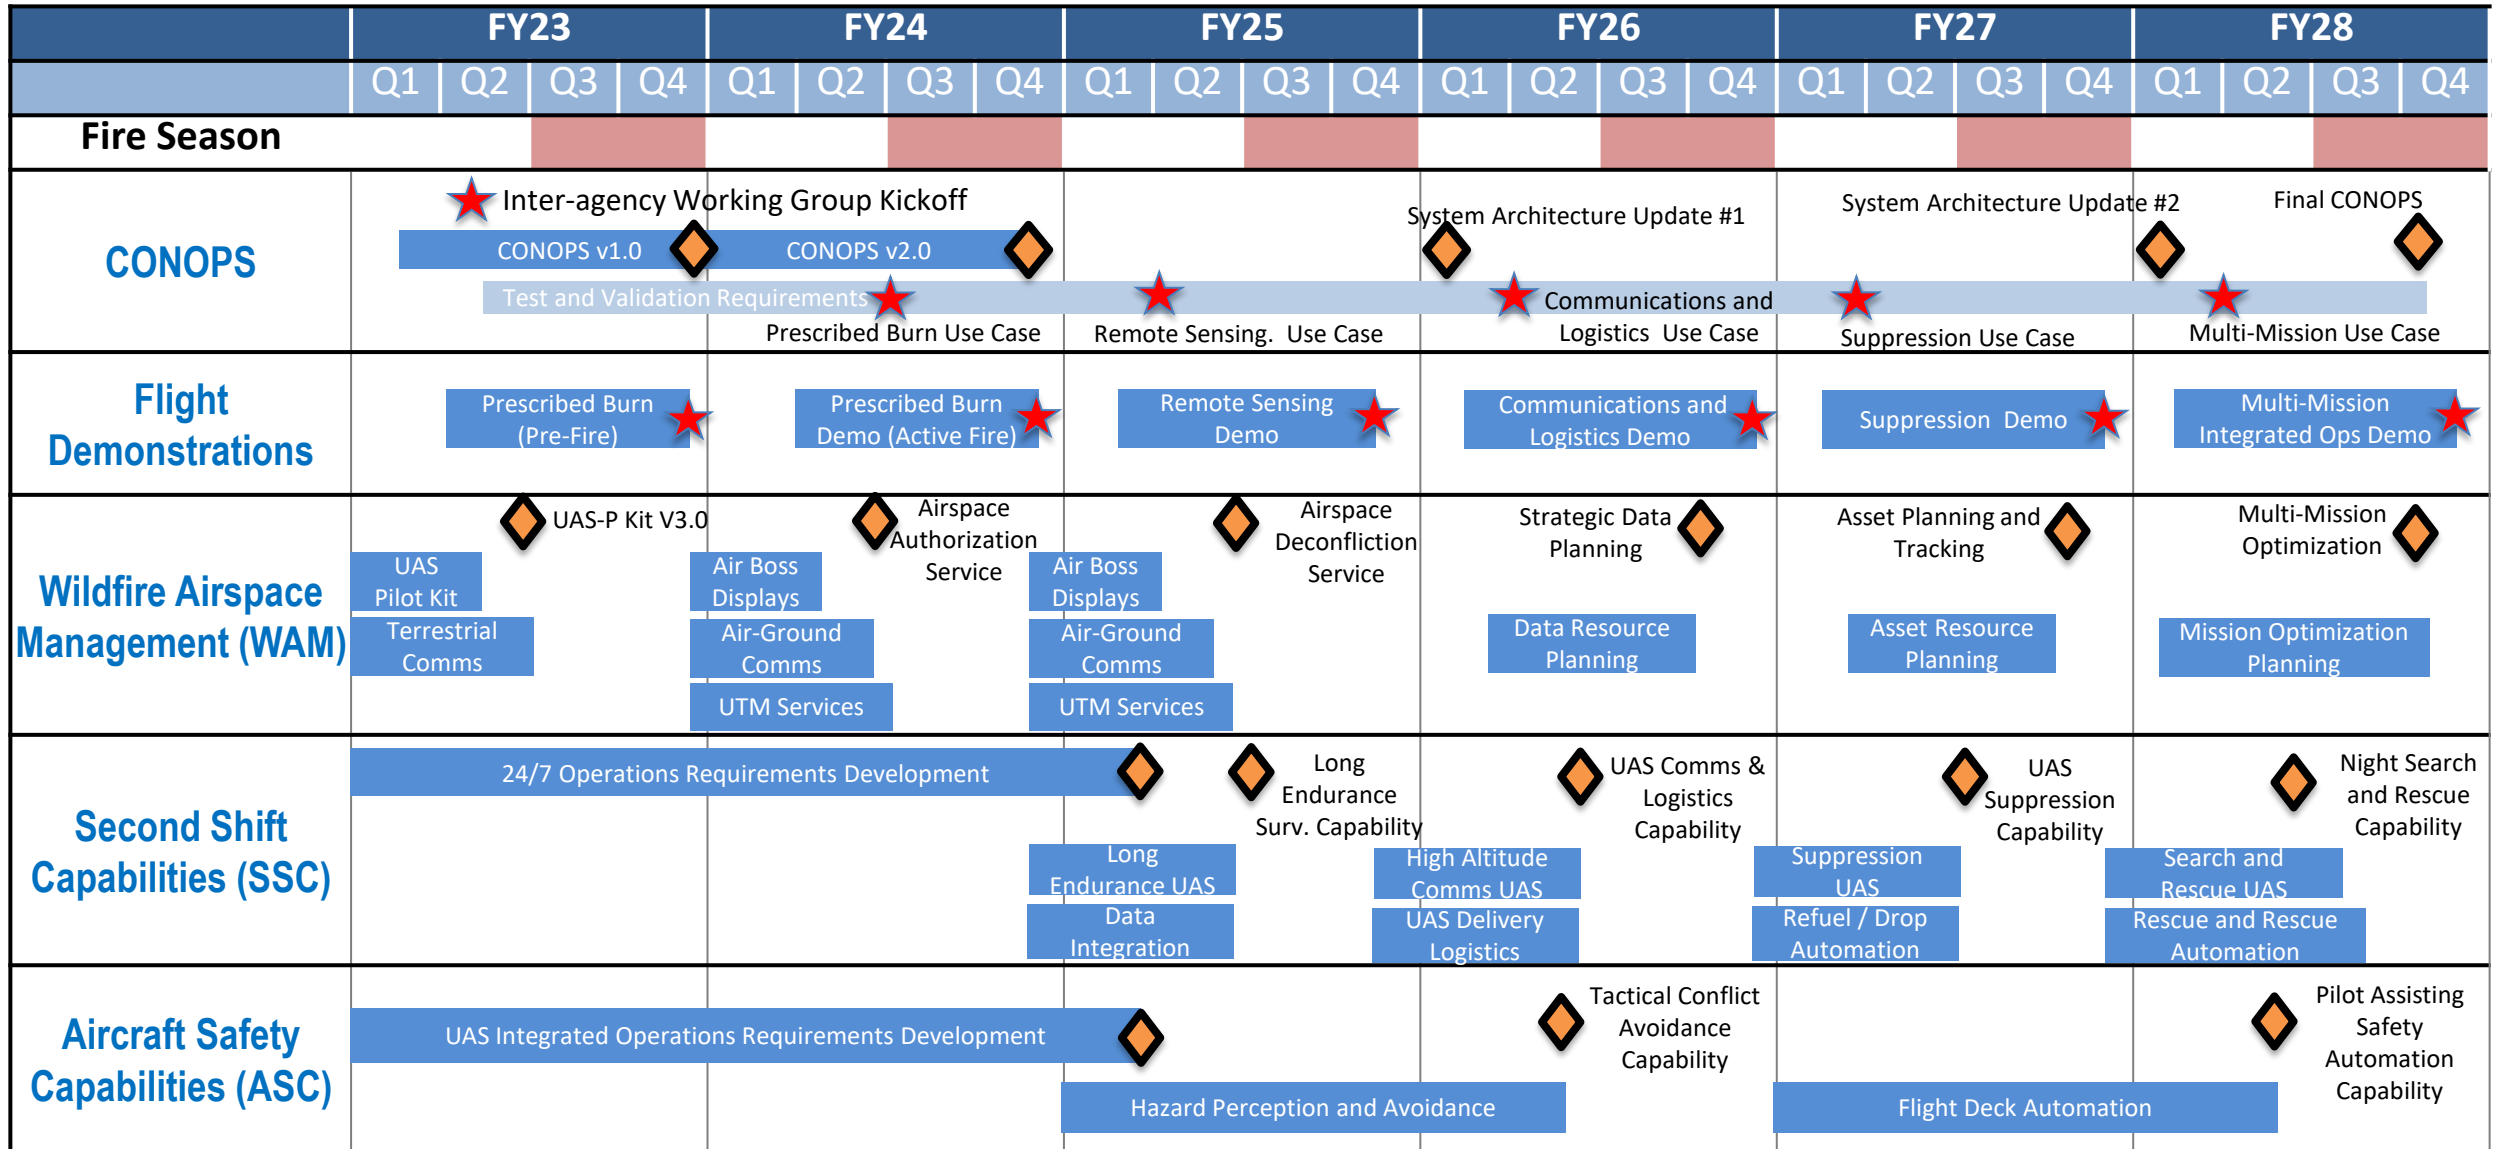 FY23 FY24 FY25 FY26 FY27 FY28
Q1 Q2 Q3 Q4 Q1 Q2 Q3 Q4 Q1 Q2 Q3 Q4 Q1 Q2 Q3 Q4 Q1 Q2 Q3 Q4 Q1 Q2 Q3 Q4
Fire Season
CONOPS
Inter-agency Working Group Kickoff
System Architecture Update #1
System Architecture Update #2
Final CONOPS
CONOPS v1.0
CONOPS v2.0
Test and Validation Requirements
Prescribed Burn Use Case
Remote Sensing. Use Case
Communications and
Logistics Use Case
Suppression Use Case
Multi-Mission Use Case
Flight
Demonstrations
Prescribed Burn
(Pre-Fire)
Prescribed Burn
Demo (Active Fire)
Remote Sensing
Demo
Communications and
Logistics Demo
Suppression Demo
Multi-Mission
Integrated Ops Demo
Wildfire Airspace
Management (WAM)
UAS-P Kit V3.0
Airspace
Authorization
Service
Airspace
Deconfliction
Service
Strategic Data
Planning
Asset Planning and
Tracking
Multi-Mission
Optimization
UAS
Pilot Kit
Terrestrial
Comms
Air Boss
Displays
Air-Ground
Comms
UTM Services
Air Boss
Displays
Air-Ground
Comms
UTM Services
Data Resource
Planning
Asset Resource
Planning
Mission Optimization
Planning
Second Shift
Capabilities (SSC)
24/7 Operations Requirements Development
Long
Endurance
Surv. Capability
UAS Comms &
Logistics
Capability
UAS
Suppression
Capability
Night Search
and Rescue
Capability
Long
Endurance UAS
Data
Integration
High Altitude
Comms UAS
UAS Delivery
Logistics
Suppression
UAS
Refuel / Drop
Automation
Search and
Rescue UAS
Rescue and Rescue
Automation
Aircraft Safety
Capabilities (ASC)
UAS Integrated Operations Requirements Development
Tactical Conflict
Avoidance
Capability
Pilot Assisting
Safety
Automation
Capability
Hazard Perception and Avoidance
Flight Deck Automation